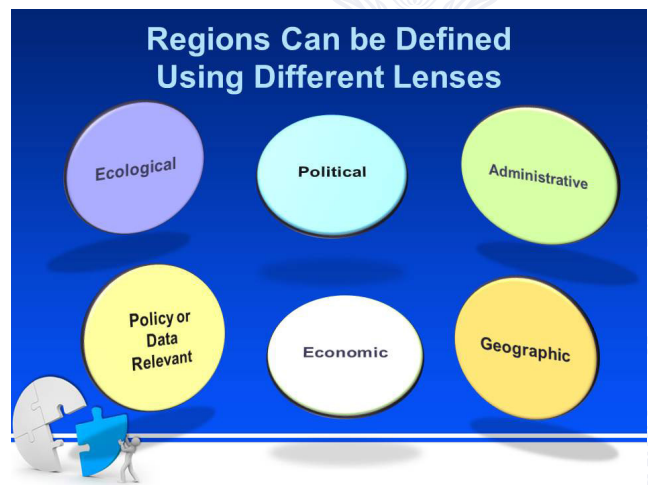 Regions Can be Defined
Using Different Lenses
Ecological
Political
Administrative
Policy or
Data
Relevant
Economic
Geographic